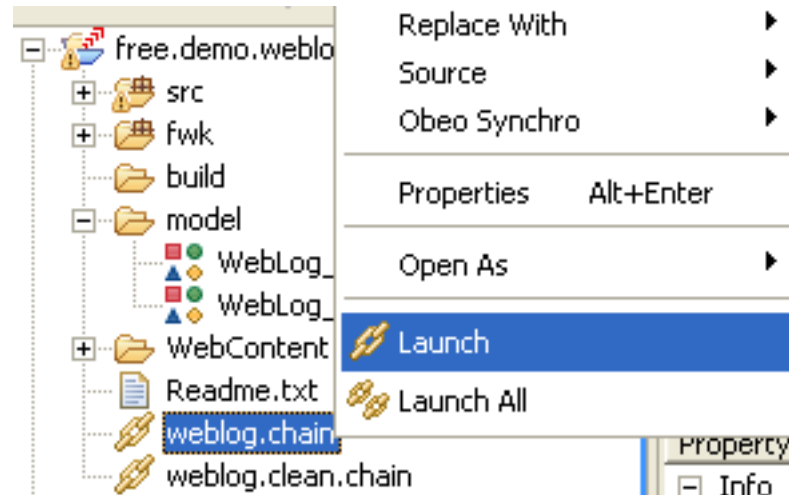 free.demo.weblo
src
fwk
build
model
WebLog_
WebLog_
WebContent
Readme.txt
weblog.chain
weblog.clean.chain
Replace With
Source
Obeo Synchro
Properties Alt+Enter
Open As
Launch
Launch All
Property
Info